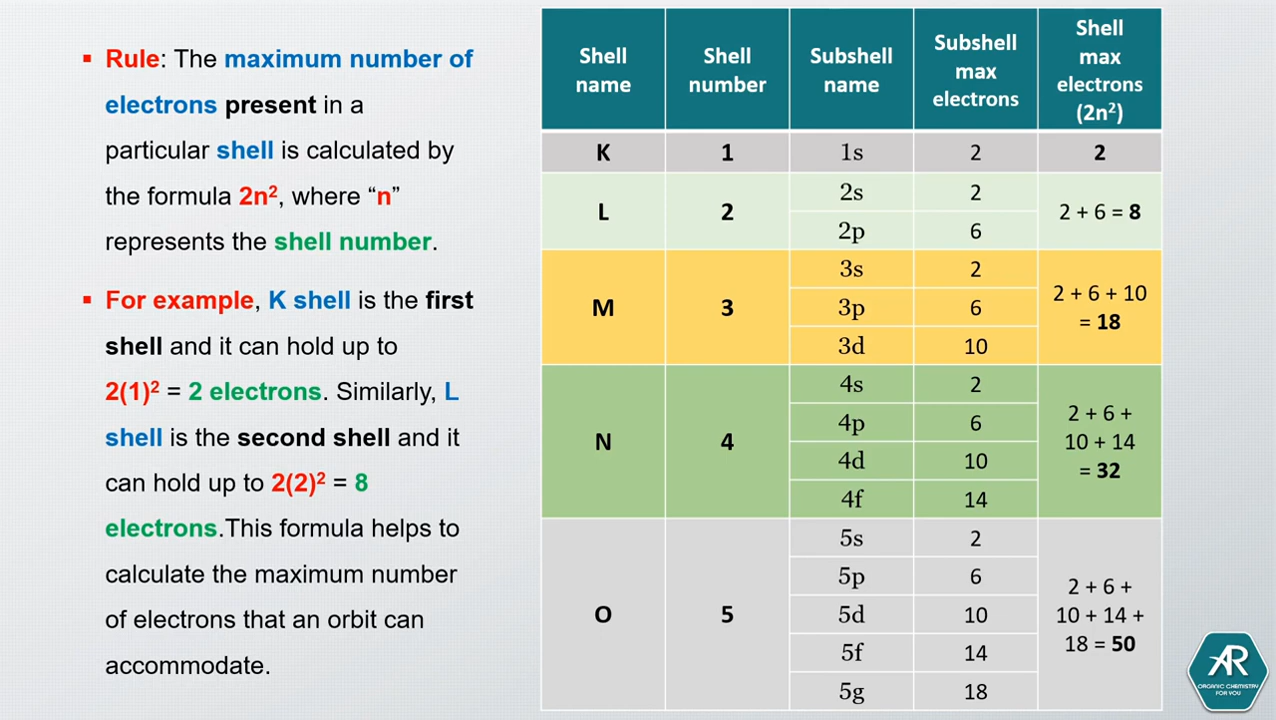 ▪ Rule: The maximum number of
electrons present in a
particular shell is calculated by
the formula 2n², where “n”
represents the shell number.
▪ For example, K shell is the first
shell and it can hold up to
2(1)² = 2 electrons. Similarly, L
shell is the second shell and it
can hold up to 2(2)² = 8
electrons.This formula helps to
calculate the maximum number
of electrons that an orbit can
accommodate.
Shell name | Shell number | Subshell name | Subshell max electrons | Shell max electrons (2n²)
K | 1 | 1s | 2 | 2
L | 2 | 2s | 2 | 2 + 6 = 8
2p | 6
M | 3 | 3s | 2 | 2 + 6 + 10 = 18
3p | 6
3d | 10
N | 4 | 4s | 2 | 2 + 6 + 10 + 14 = 32
4p | 6
4d | 10
4f | 14
O | 5 | 5s | 2 | 2 + 6 + 10 + 14 + 18 = 50
5p | 6
5d | 10
5f | 14
5g | 18
AR
ORGANIC CHEMISTRY
FOR YOU